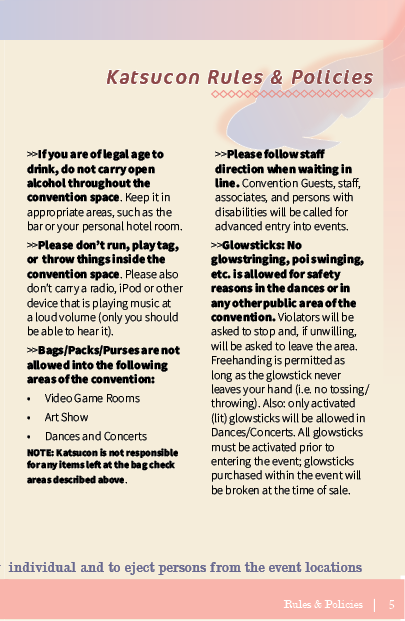 Katsucon Rules & Policies
>>If you are of legal age to
drink, do not carry open
alcohol throughout the
convention space. Keep it in
appropriate areas, such as the
bar or your personal hotel room.
>>Please don't run, play tag,
or throw things inside the
convention space. Please also
don't carry a radio, iPod or other
device that is playing music at
a loud volume (only you should
be able to hear it).
>>Bags/Packs/Purses are not
allowed into the following
areas of the convention:
• Video Game Rooms
• Art Show
• Dances and Concerts
NOTE: Katsucon is not responsible
for any items left at the bag check
areas described above.
>>Please follow staff
direction when waiting in
line. Convention Guests, staff,
associates, and persons with
disabilities will be called for
advanced entry into events.
>>Glowsticks: No
glowstringing, poi swinging,
etc. is allowed for safety
reasons in the dances or in
any other public area of the
convention. Violators will be
asked to stop and, if unwilling,
will be asked to leave the area.
Freehanding is permitted as
long as the glowstick never
leaves your hand (i.e. no tossing/
throwing). Also: only activated
(lit) glowsticks will be allowed in
Dances/Concerts. All glowsticks
must be activated prior to
entering the event; glowsticks
purchased within the event will
be broken at the time of sale.
individual and to eject persons from the event locations
Rules & Policies | 5